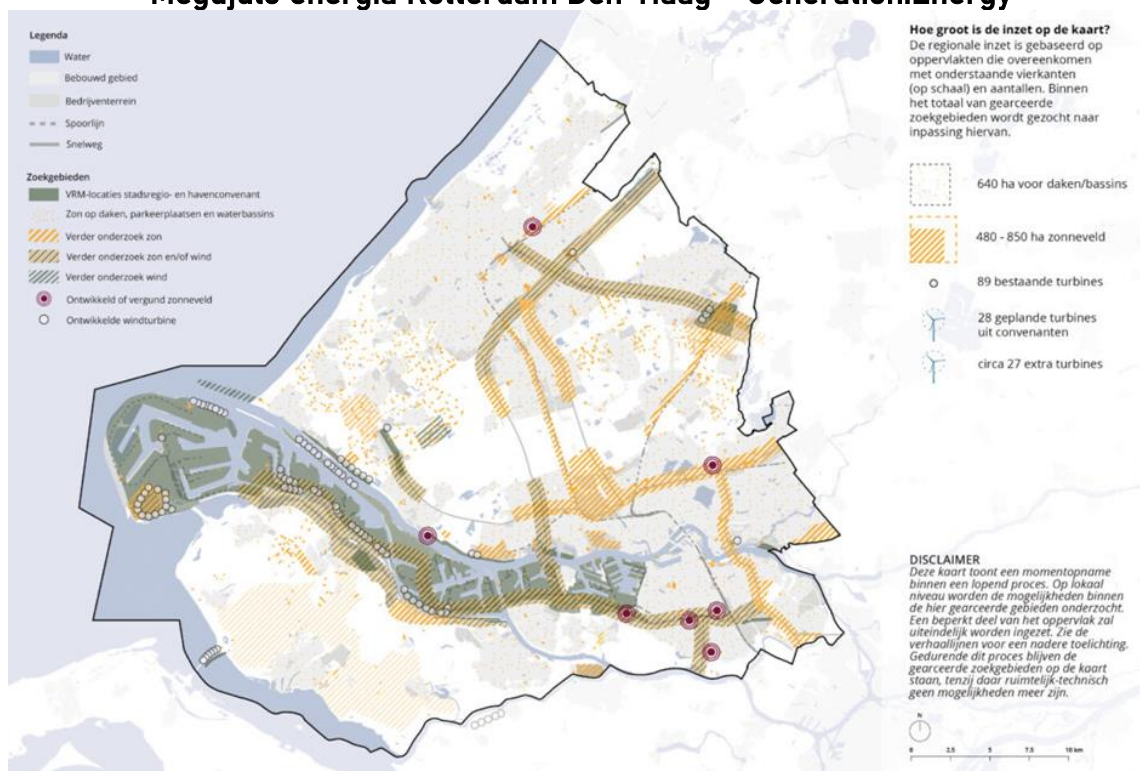 Megajato energia Rotterdam Den-Haag – Generation.Energy
Legenda
Water
Bebouwd gebied
Bedrijventerrein
Spoorlijn
Snelweg
Zoekgebieden
VRM-locaties stadsregio- en havenconvenant
Zon op daken, parkeerplaatsen en waterbassins
Verder onderzoek zon
Verder onderzoek zon en/of wind
Verder onderzoek wind
Ontwikkeld of vergund zonneveld
Ontwikkelde windturbine
Hoe groot is de inzet op de kaart?
De regionale inzet is gebaseerd op
oppervlakten die overeenkomen
met onderstaande vierkanten
(op schaal) en aantallen. Binnen
het totaal van gearceerde
zoekgebieden wordt gezocht naar
inpassing hiervan.
640 ha voor daken/bassins
480 - 850 ha zonneveld
89 bestaande turbines
28 geplande turbines
uit convenanten
circa 27 extra turbines
DISCLAIMER
Deze kaart toont een momentopname
binnen een lopend proces. Op lokaal
niveau worden de mogelijkheden binnen
de hier gearceerde gebieden onderzocht.
Een beperkt deel van het oppervlak zal
uiteindelijk worden ingezet. Zie de
verhaallijnen voor een nadere toelichting.
Gedurende dit proces blijven de
gearceerde zoekgebieden op de kaart
staan, tenzij daar ruimtelijk-technisch
geen mogelijkheden meer zijn.
N
0 2,5 5 7,5 10 km